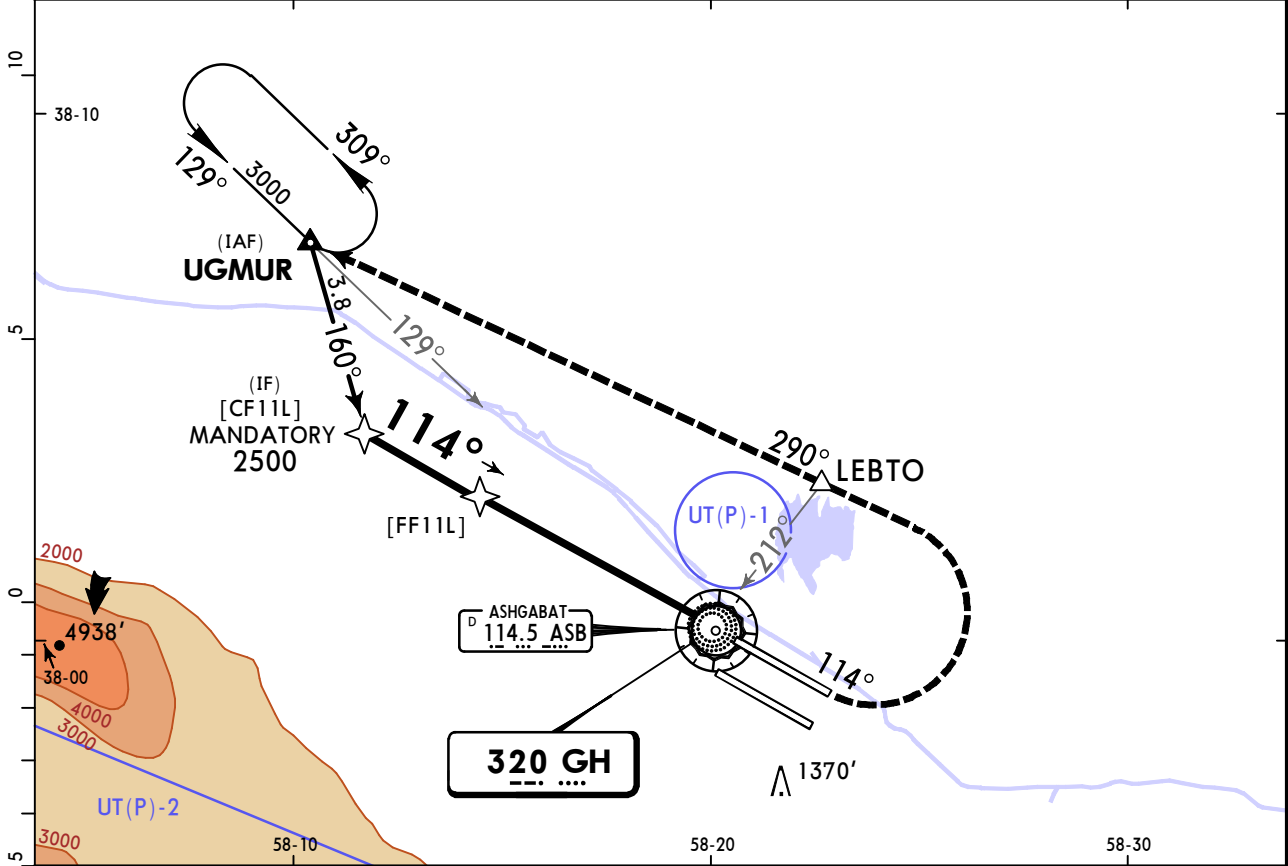 10
38-10
309°
129°
3000
(IAF)
UGMUR
3.8
160°
129°
5
(IF)
[CF11L]
MANDATORY
2500
114°
290°
LEBTO
[FF11L]
UT(P)-1
212°
2000
0
4938'
38-00
ASHGABAT
D 114.5 ASB
114°
4000
3000
320 GH
1370'
UT(P)-2
3000
5
58-10
58-20
58-30